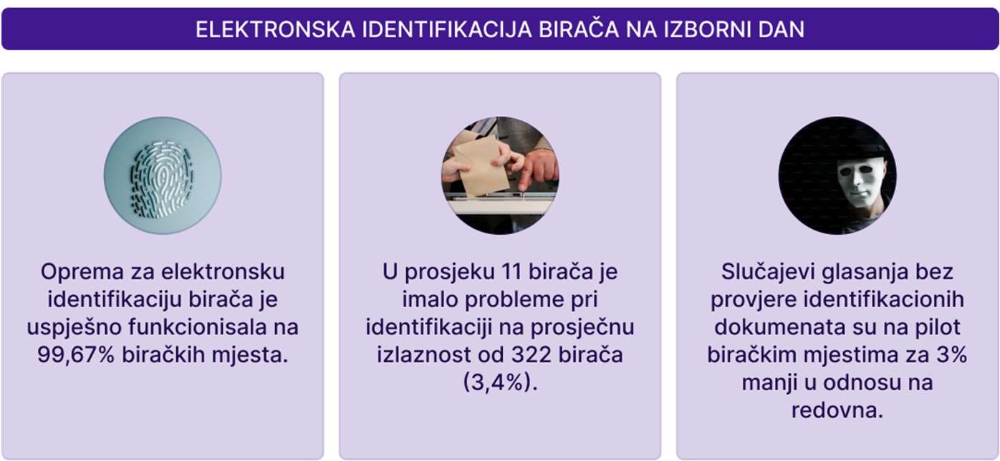 ELEKTRONSKA IDENTIFIKACIJA BIRAČA NA IZBORNI DAN
Oprema za elektronsku
identifikaciju birača je
uspješno funkcionisala na
99,67% biračkih mjesta.
U prosjeku 11 birača je
imalo probleme pri
identifikaciji na prosječnu
izlaznost od 322 birača
(3,4%).
Slučajevi glasanja bez
provjere identifikacionih
dokumenata su na pilot
biračkim mjestima za 3%
manji u odnosu na
redovna.